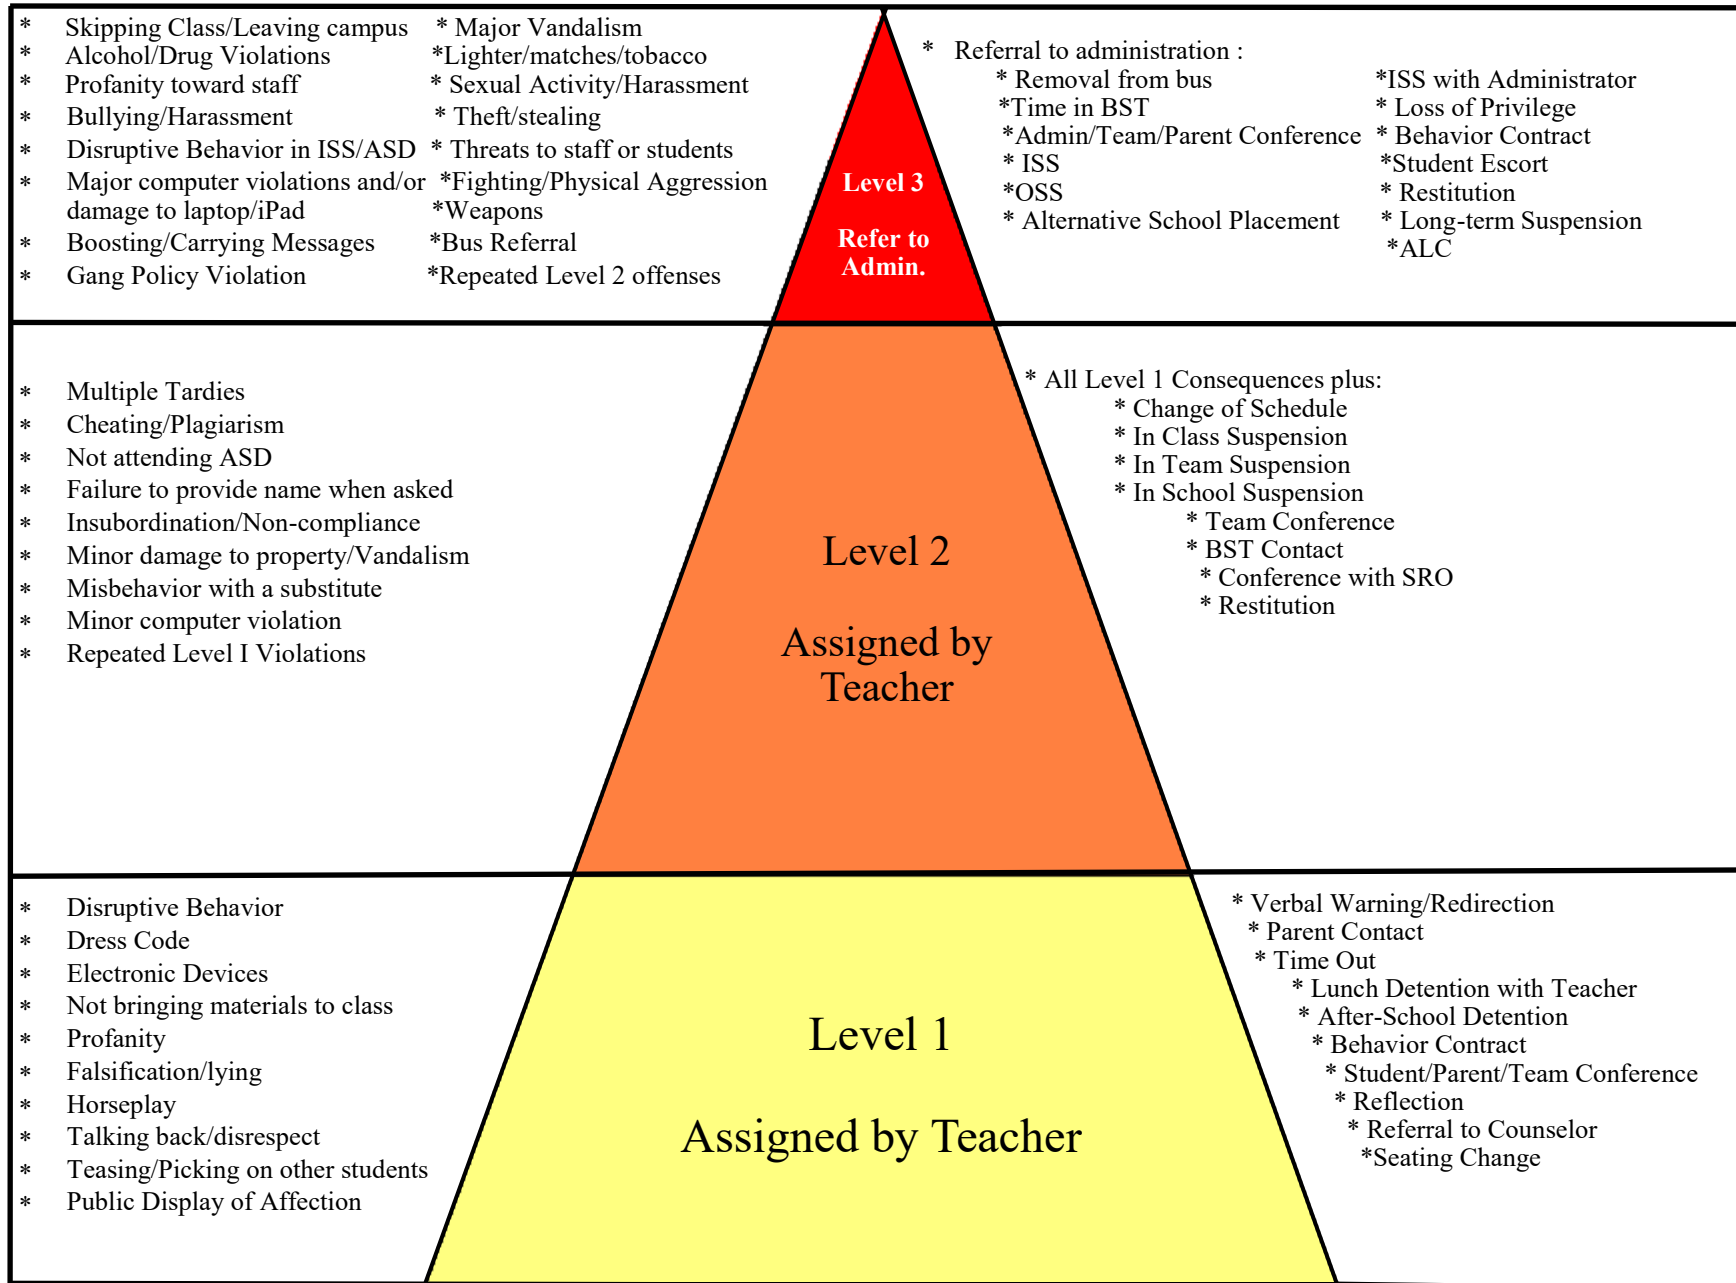 * Skipping Class/Leaving campus
* Alcohol/Drug Violations
* Profanity toward staff
* Bullying/Harassment
* Disruptive Behavior in ISS/ASD
* Major computer violations and/or
damage to laptop/iPad
* Boosting/Carrying Messages
* Gang Policy Violation
* Major Vandalism
*Lighter/matches/tobacco
* Sexual Activity/Harassment
* Theft/stealing
* Threats to staff or students
*Fighting/Physical Aggression
*Weapons
*Bus Referral
*Repeated Level 2 offenses
Level 3
Refer to
Admin.
* Referral to administration :
* Removal from bus
*Time in BST
*Admin/Team/Parent Conference
* ISS
*OSS
* Alternative School Placement
*ISS with Administrator
* Loss of Privilege
* Behavior Contract
*Student Escort
* Restitution
* Long-term Suspension
*ALC
* Multiple Tardies
* Cheating/Plagiarism
* Not attending ASD
* Failure to provide name when asked
* Insubordination/Non-compliance
* Minor damage to property/Vandalism
* Misbehavior with a substitute
* Minor computer violation
* Repeated Level I Violations
Level 2
Assigned by
Teacher
* All Level 1 Consequences plus:
* Change of Schedule
* In Class Suspension
* In Team Suspension
* In School Suspension
* Team Conference
* BST Contact
* Conference with SRO
* Restitution
* Disruptive Behavior
* Dress Code
* Electronic Devices
* Not bringing materials to class
* Profanity
* Falsification/lying
* Horseplay
* Talking back/disrespect
* Teasing/Picking on other students
* Public Display of Affection
Level 1
Assigned by Teacher
* Verbal Warning/Redirection
* Parent Contact
* Time Out
* Lunch Detention with Teacher
* After-School Detention
* Behavior Contract
* Student/Parent/Team Conference
* Reflection
* Referral to Counselor
*Seating Change